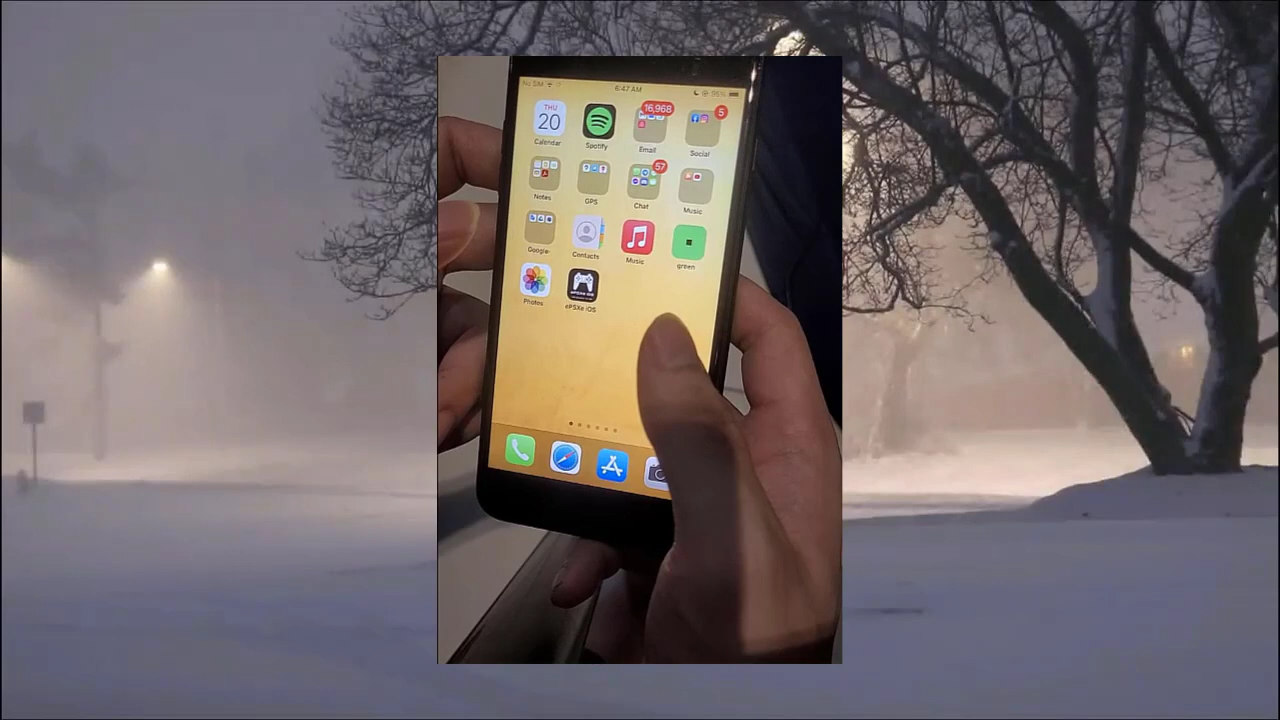 No SIM 6:47 AM 95%
THU 16,968 5
20
Calendar Spotify Email Social
57
Notes GPS Chat Music
Google Contacts Music green
Photos ePSXe iOS